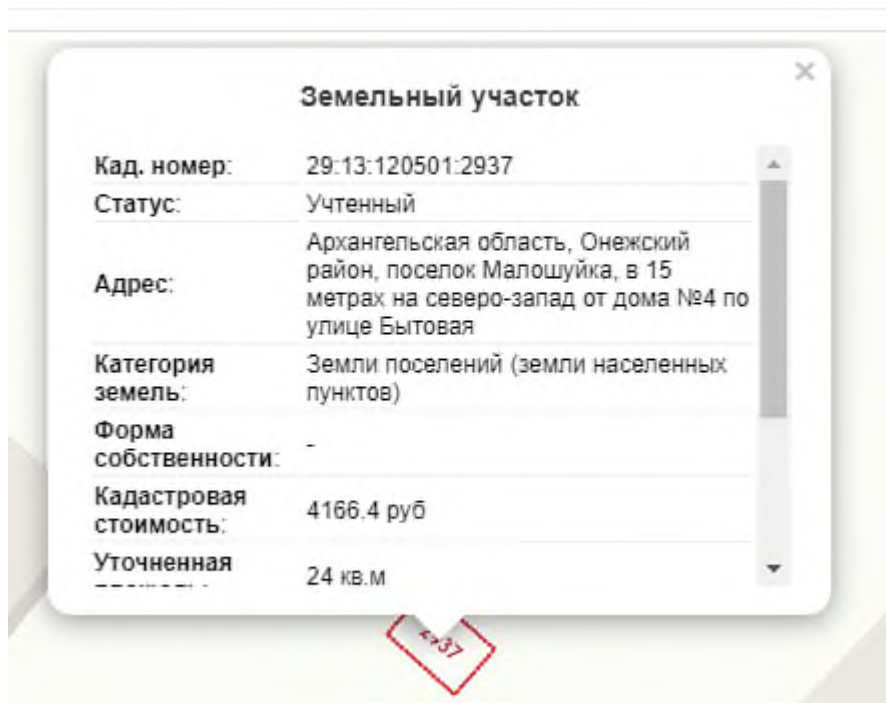 Земельный участок
Кад. номер: 29:13:120501:2937
Статус: Учтенный
Адрес: Архангельская область, Онежский
район, поселок Малошуйка, в 15
метрах на северо-запад от дома №4 по
улице Бытовая
Категория земель: Земли поселений (земли населенных
пунктов)
Форма собственности: -
Кадастровая стоимость: 4166.4 руб
Уточненная
24 кв.м